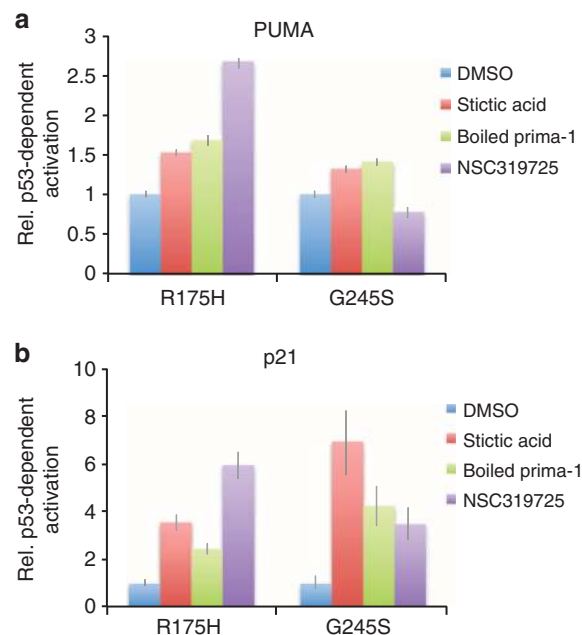 a
PUMA
Rel. p53-dependent
activation
3
2.5
2
1.5
1
0.5
0
R175H
G245S
DMSO
Stictic acid
Boiled prima-1
NSC319725
b
p21
Rel. p53-dependent
activation
10
8
6
4
2
0
R175H
G245S
DMSO
Stictic acid
Boiled prima-1
NSC319725